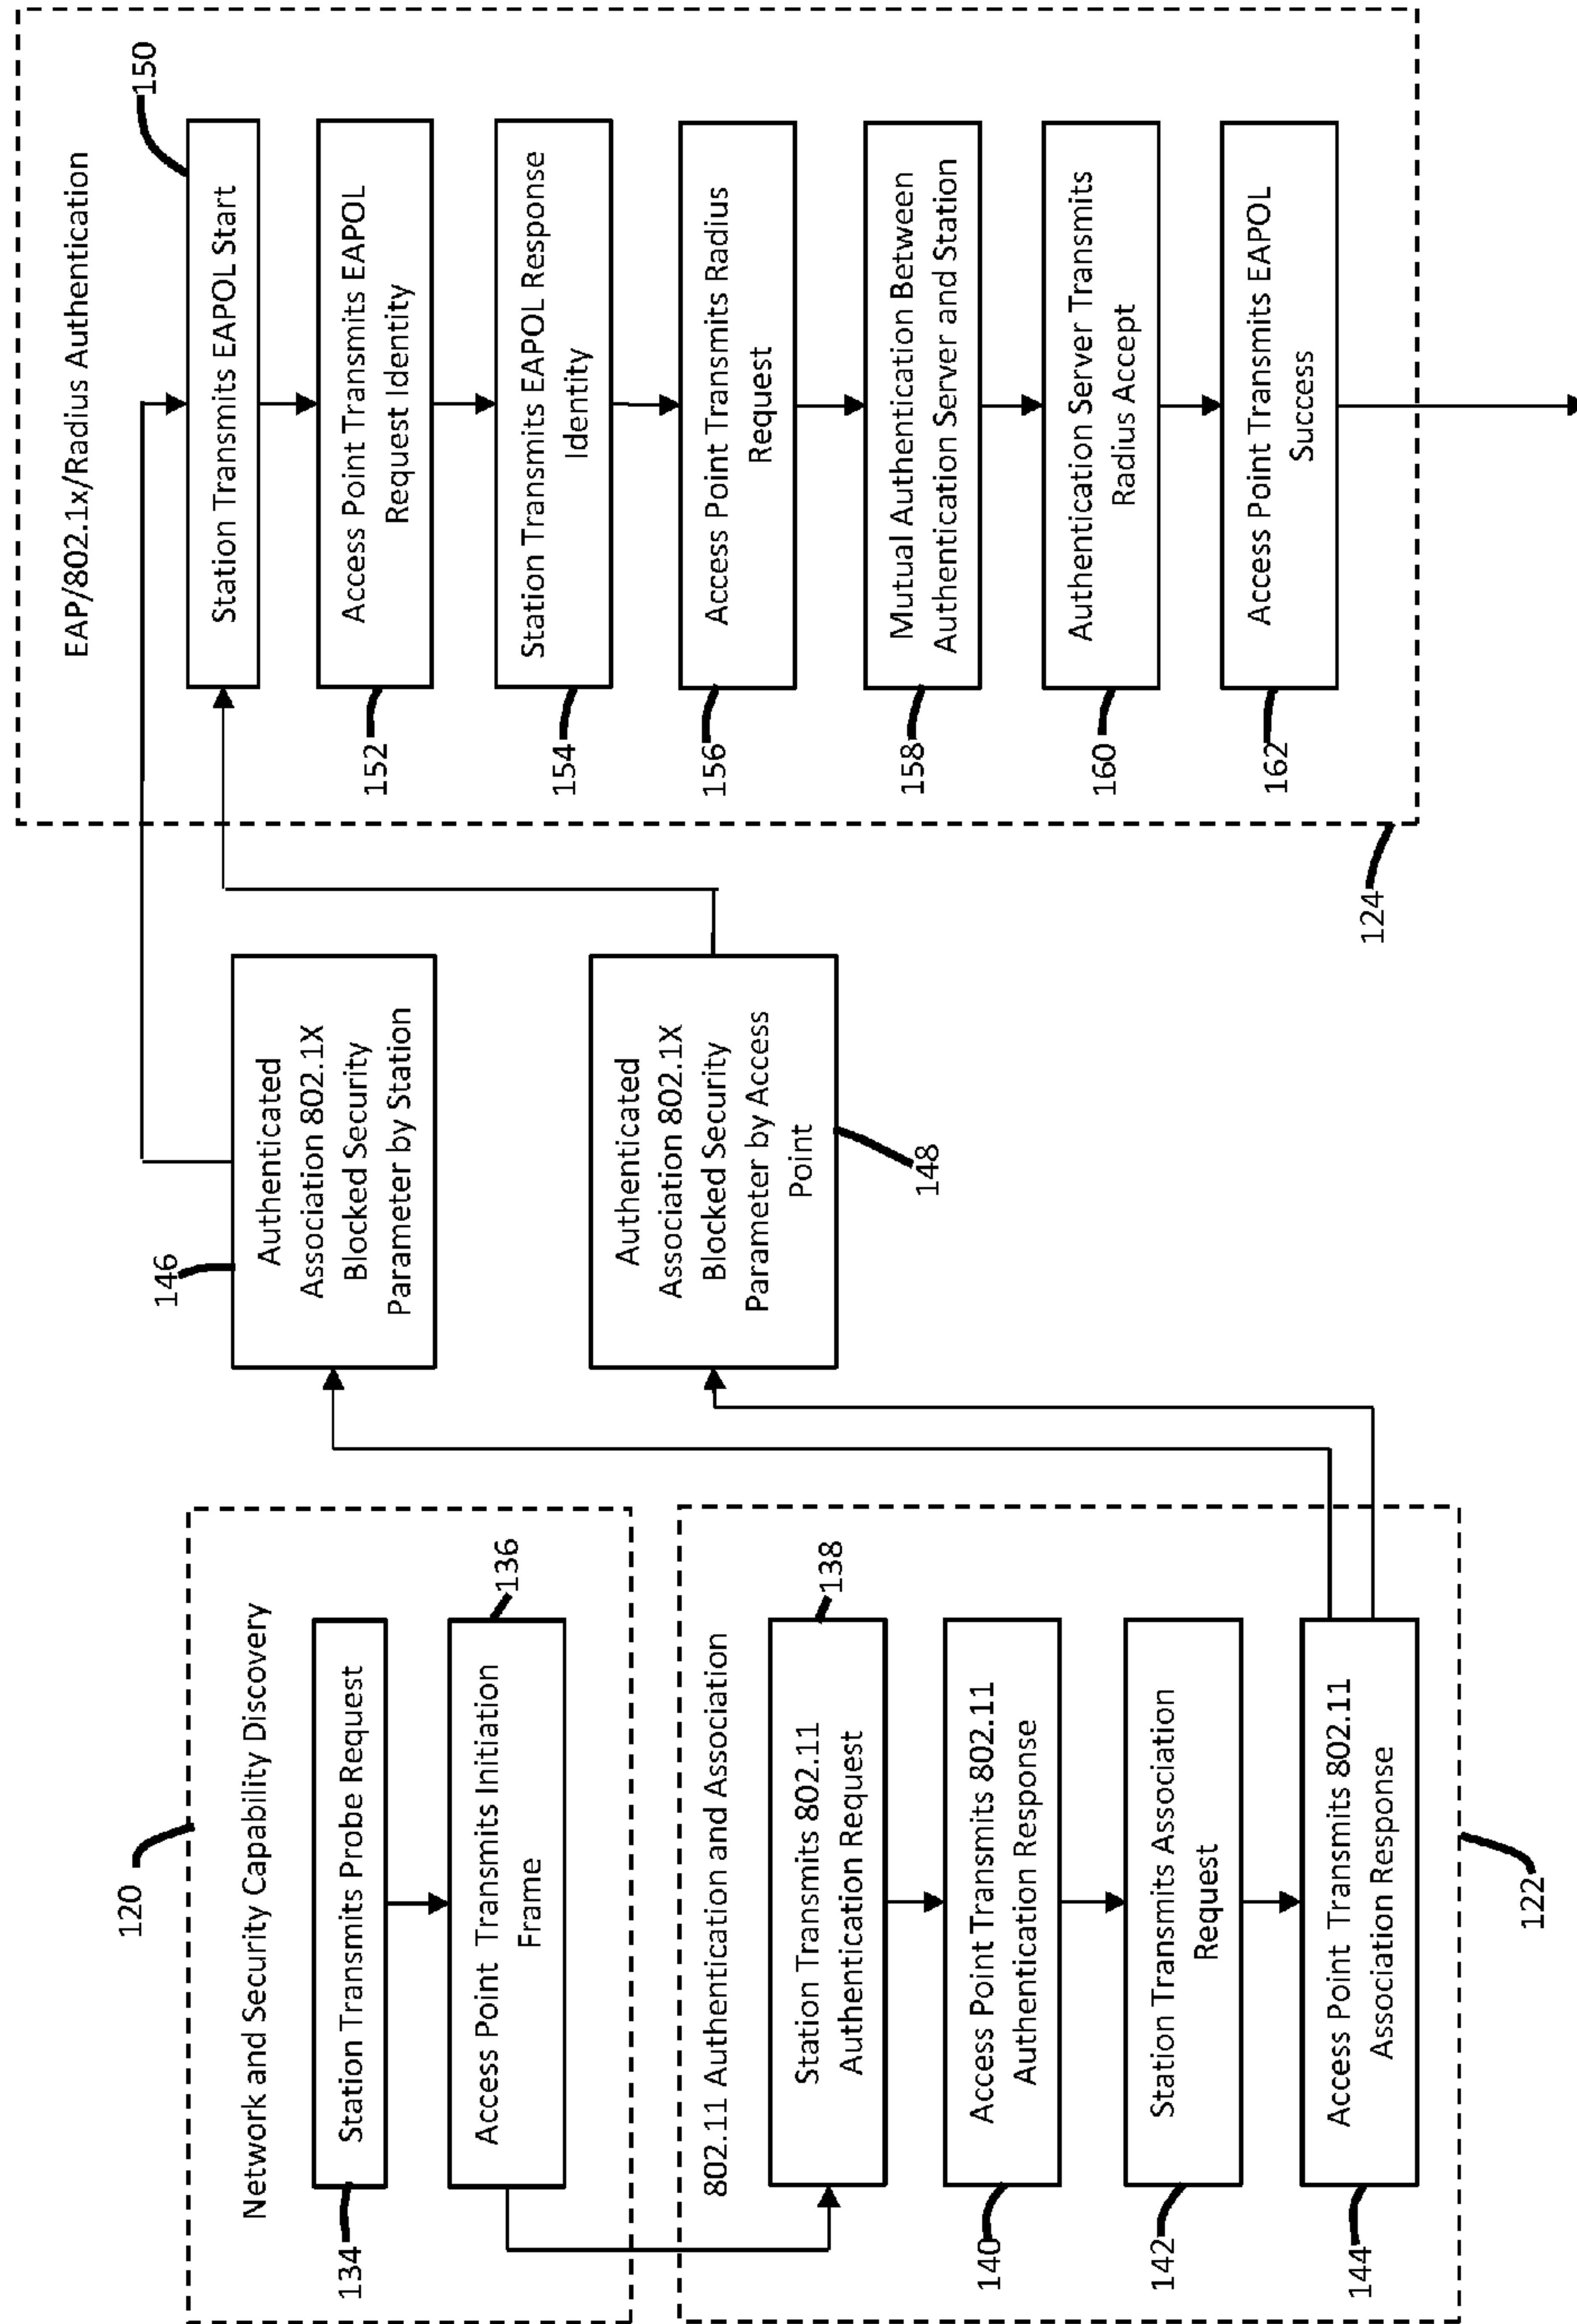 120
Network and Security Capability Discovery
134
Station Transmits Probe Request
136
Access Point Transmits Initiation
Frame
802.11 Authentication and Association
138
Station Transmits 802.11
Authentication Request
140
Access Point Transmits 802.11
Authentication Response
142
Station Transmits Association
Request
144
Access Point Transmits 802.11
Association Response
122
146
Authenticated
Association 802.1X
Blocked Security
Parameter by Station
Authenticated
Association 802.1X
Blocked Security
Parameter by Access
Point
148
EAP/802.1x/Radius Authentication
150
Station Transmits EAPOL Start
152
Access Point Transmits EAPOL
Request Identity
154
Station Transmits EAPOL Response
Identity
156
Access Point Transmits Radius
Request
158
Mutual Authentication Between
Authentication Server and Station
160
Authentication Server Transmits
Radius Accept
162
Access Point Transmits EAPOL
Success
124